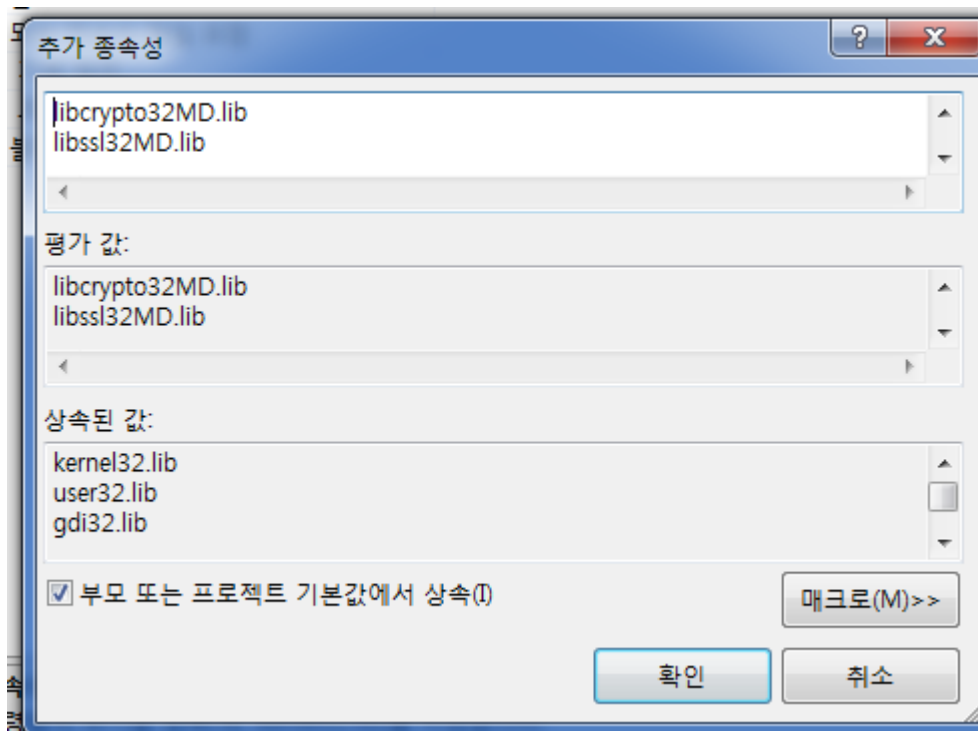 추가 종속성
libcrypto32MD.lib
libssl32MD.lib
평가 값:
libcrypto32MD.lib
libssl32MD.lib
상속된 값:
kernel32.lib
user32.lib
gdi32.lib
부모 또는 프로젝트 기본값에서 상속(I)
매크로(M)>>
확인
취소